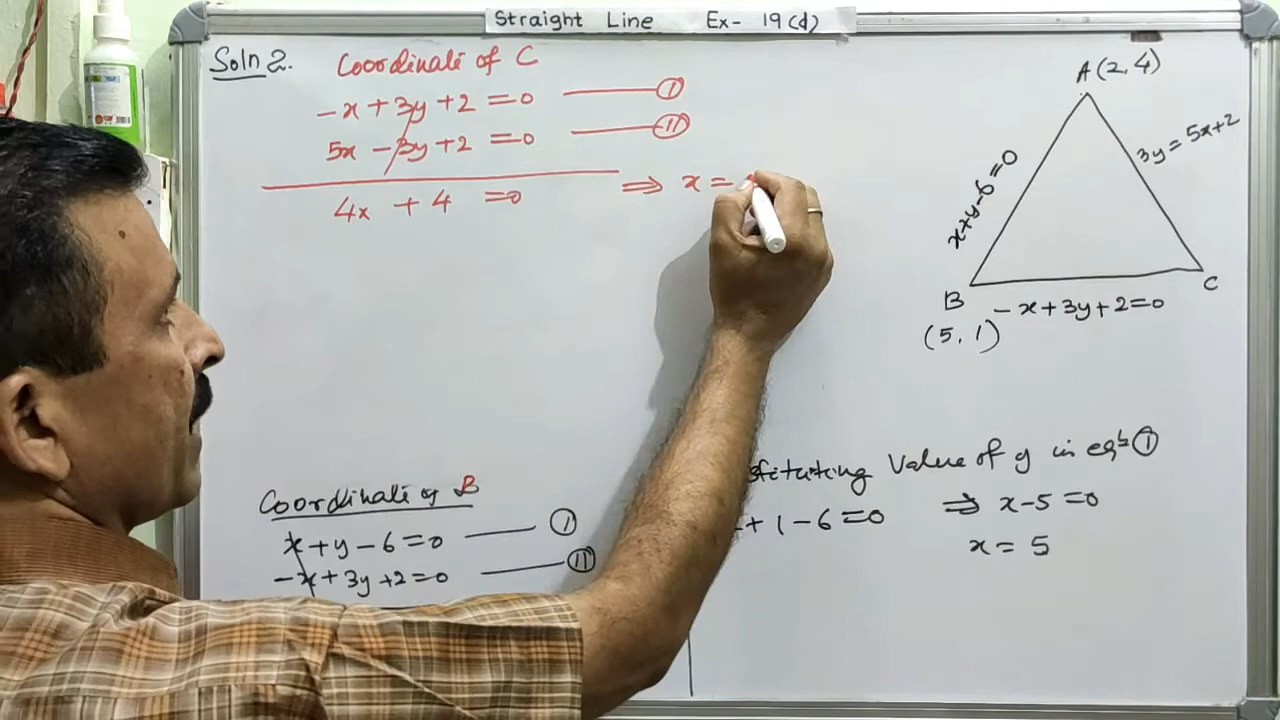 Straight Line Ex- 19(d)
Soln 2. Coordinate of C
-x + 3y + 2 = 0 ——— I
5x - 3y + 2 = 0 ——— II
4x + 4 = 0 ⇒ x =
A (2, 4)
x+y-6=0
3y = 5x+2
B
C
(5, 1)
-x+3y+2=0
Coordinate of B
x+y-6=0 ——— I
-x+3y+2=0 ——— II
Value of y in eqn I
+ 1 - 6 = 0 ⇒ x-5 = 0
x = 5